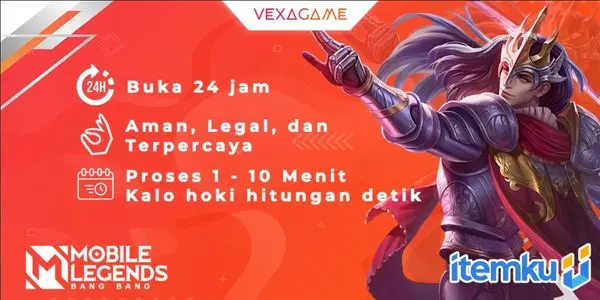 VEXAGAME
24H
Buka 24 jam
Aman, Legal, dan
Terpercaya
Proses 1 - 10 Menit
Kalo hoki hitungan detik
MOBILE
LEGENDS
BANG BANG
itemku